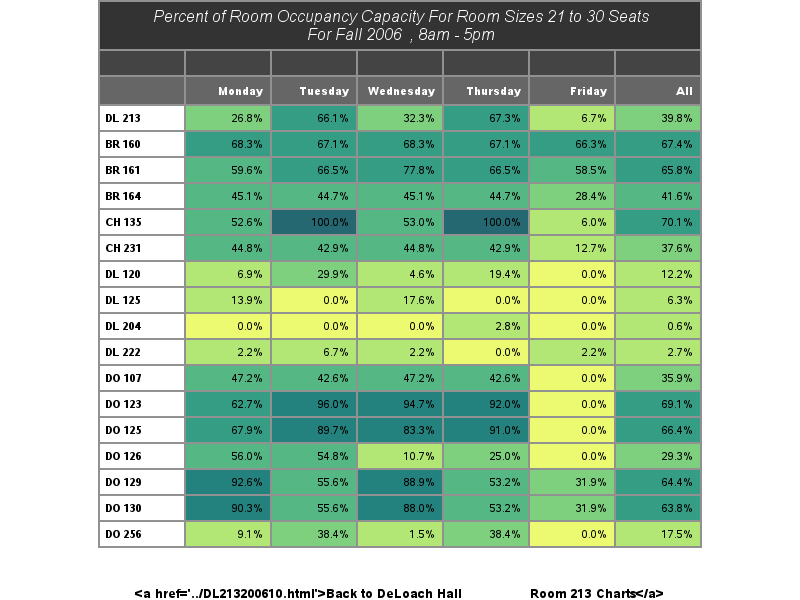 Percent of Room Occupancy Capacity For Room Sizes 21 to 30 Seats
For Fall 2006 , 8am - 5pm
Monday Tuesday Wednesday Thursday Friday All
DL 213 26.8% 66.1% 32.3% 67.3% 6.7% 39.8%
BR 160 68.3% 67.1% 68.3% 67.1% 66.3% 67.4%
BR 161 59.6% 66.5% 77.8% 66.5% 58.5% 65.8%
BR 164 45.1% 44.7% 45.1% 44.7% 28.4% 41.6%
CH 135 52.6% 100.0% 53.0% 100.0% 6.0% 70.1%
CH 231 44.8% 42.9% 44.8% 42.9% 12.7% 37.6%
DL 120 6.9% 29.9% 4.6% 19.4% 0.0% 12.2%
DL 125 13.9% 0.0% 17.6% 0.0% 0.0% 6.3%
DL 204 0.0% 0.0% 0.0% 2.8% 0.0% 0.6%
DL 222 2.2% 6.7% 2.2% 0.0% 2.2% 2.7%
DO 107 47.2% 42.6% 47.2% 42.6% 0.0% 35.9%
DO 123 62.7% 96.0% 94.7% 92.0% 0.0% 69.1%
DO 125 67.9% 89.7% 83.3% 91.0% 0.0% 66.4%
DO 126 56.0% 54.8% 10.7% 25.0% 0.0% 29.3%
DO 129 92.6% 55.6% 88.9% 53.2% 31.9% 64.4%
DO 130 90.3% 55.6% 88.0% 53.2% 31.9% 63.8%
DO 256 9.1% 38.4% 1.5% 38.4% 0.0% 17.5%
<a href='../DL213200610.html'>Back to DeLoach Hall Room 213 Charts</a>